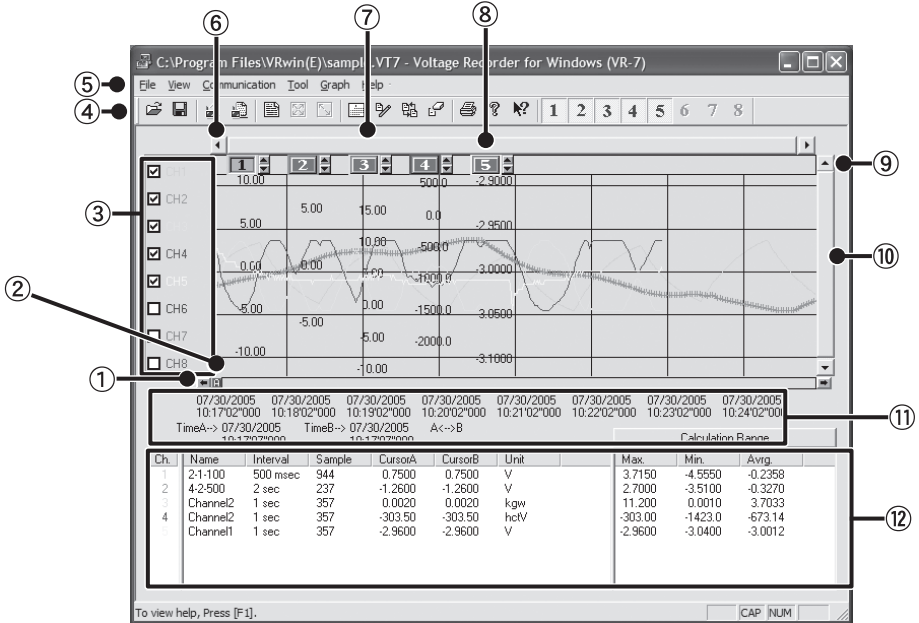 ⑥ ⑦ ⑧
C:\Program Files\VRwin(E)\sample.VT7 - Voltage Recorder for Windows (VR-7)
⑤ File View Communication Tool Graph Help
④ 1 2 3 4 5 6 7 8
1 2 3 4 5 ⑨
CH1
10.00 500.0 -2.9000
CH2
5.00 15.00 0.0
③ 5.00 -2.9500
CH4 10.00 -500.0
⑩
0.00 0.00 -3.0000
CH5 -1000.0
②
CH6 -5.00 0.00 -1500.0 3.0500
-5.00
CH7 -5.00 -2000.0
-10.00 -3.1000
CH8 -10.00
①
07/30/2005 07/30/2005 07/30/2005 07/30/2005 07/30/2005 07/30/2005 07/30/2005 07/30/2005
10:17'02"000 10:18'02"000 10:19'02"000 10:20'02"000 10:21'02"000 10:22'02"000 10:23'02"000 10:24'02"000
⑪
TimeA--> 07/30/2005 TimeB--> 07/30/2005 A<-->B
10:17'02"000 10:17'02"000 Calculation Range
Ch. Name Interval Sample CursorA CursorB Unit Max. Min. Avrg.
1 2-1-100 500 msec 944 0.7500 0.7500 V 3.7150 -4.5550 -0.2358
2 4-2-500 2 sec 237 -1.2600 -1.2600 V 2.7000 -3.5100 -0.3270
3 Channel2 1 sec 357 0.0020 0.0020 kgw 11.200 0.0010 3.7033
4 Channel2 1 sec 357 -303.50 -303.50 hctV -303.00 -1423.0 -673.14
⑫
5 Channel1 1 sec 357 -2.9600 -2.9600 V -2.9600 -3.0400 -3.0012
To view help, Press [F1]. CAP NUM